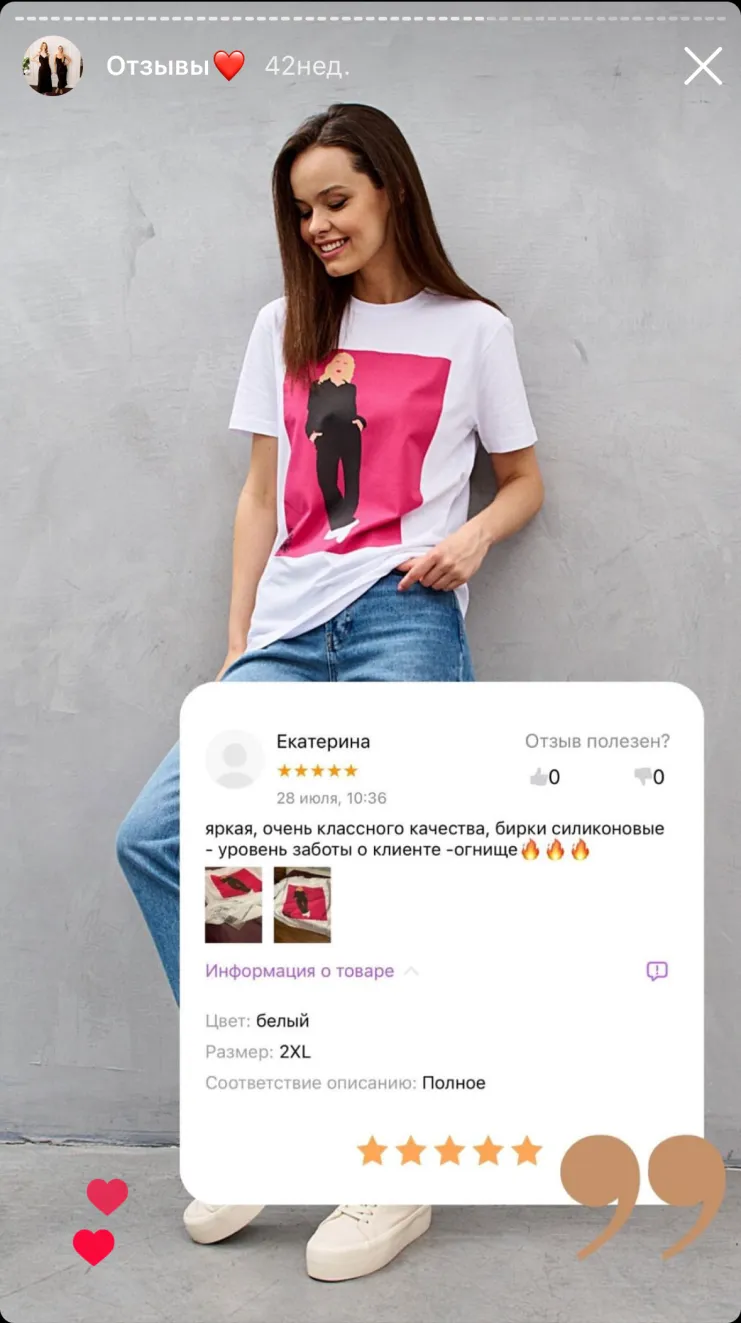 Отзывы❤️ 42нед.
Екатерина
Отзыв полезен?
28 июля, 10:36
0 0
яркая, очень классного качества, бирки силиконовые
- уровень заботы о клиенте -огнище🔥🔥🔥
Информация о товаре
Цвет: белый
Размер: 2XL
Соответствие описанию: Полное